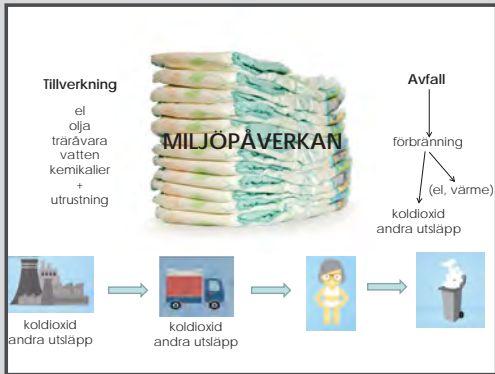 Tillverkning
el
olja
träråvara
vatten
kemikalier
+
utrustning
MILJÖPÅVERKAN
Avfall
förbränning
(el, värme)
koldioxid
andra utsläpp
koldioxid
andra utsläpp
koldioxid
andra utsläpp